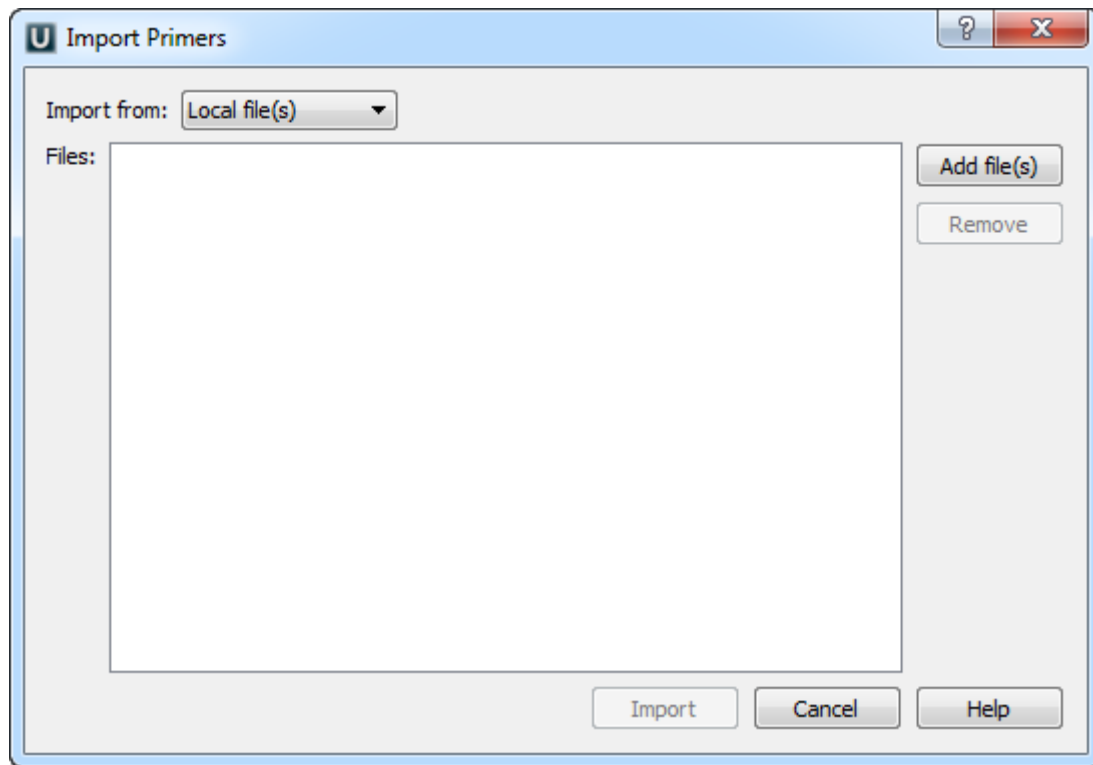 U Import Primers ? X
Import from: Local file(s)
Files:
Add file(s)
Remove
Import Cancel Help